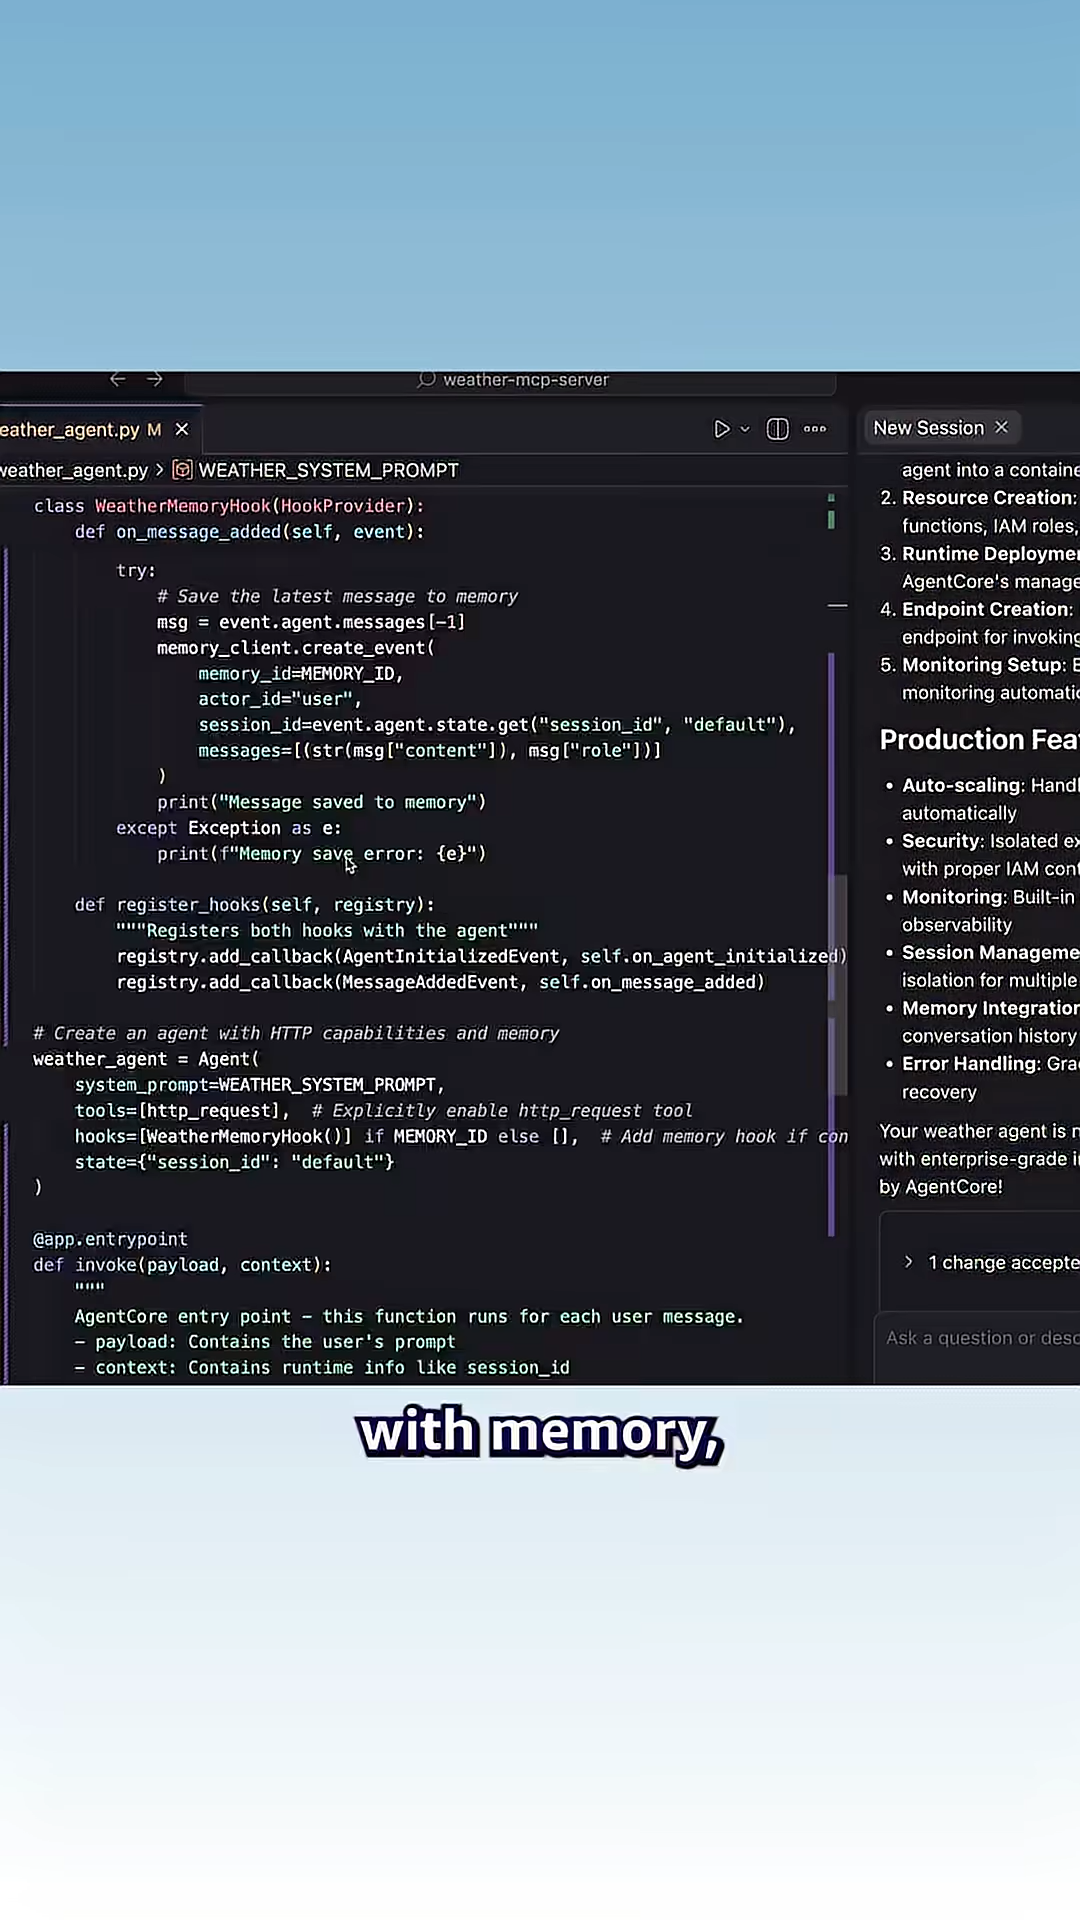 weather-mcp-server
eather_agent.py M
weather_agent.py > WEATHER_SYSTEM_PROMPT
class WeatherMemoryHook(HookProvider):
def on_message_added(self, event):
try:
# Save the latest message to memory
msg = event.agent.messages[-1]
memory_client.create_event(
memory_id=MEMORY_ID,
actor_id="user",
session_id=event.agent.state.get("session_id", "default"),
messages=[(str(msg["content"]), msg["role"])]
)
print("Message saved to memory")
except Exception as e:
print(f"Memory save error: {e}")
def register_hooks(self, registry):
"""Registers both hooks with the agent"""
registry.add_callback(AgentInitializedEvent, self.on_agent_initialized)
registry.add_callback(MessageAddedEvent, self.on_message_added)
# Create an agent with HTTP capabilities and memory
weather_agent = Agent(
system_prompt=WEATHER_SYSTEM_PROMPT,
tools=[http_request],  # Explicitly enable http_request tool
hooks=[WeatherMemoryHook()] if MEMORY_ID else [],  # Add memory hook if con
state={"session_id": "default"}
)
@app.entrypoint
def invoke(payload, context):
"""
AgentCore entry point – this function runs for each user message.
– payload: Contains the user's prompt
– context: Contains runtime info like session_id
New Session
agent into a containe
2. Resource Creation:
functions, IAM roles,
3. Runtime Deployme
AgentCore's manage
4. Endpoint Creation:
endpoint for invoking
5. Monitoring Setup: E
monitoring automatic
Production Fea
• Auto-scaling: Handl
automatically
• Security: Isolated ex
with proper IAM cont
• Monitoring: Built-in
observability
• Session Manageme
isolation for multiple
• Memory Integration
conversation history
• Error Handling: Grac
recovery
Your weather agent is n
with enterprise-grade i
by AgentCore!
> 1 change accepte
Ask a question or desc
with memory,